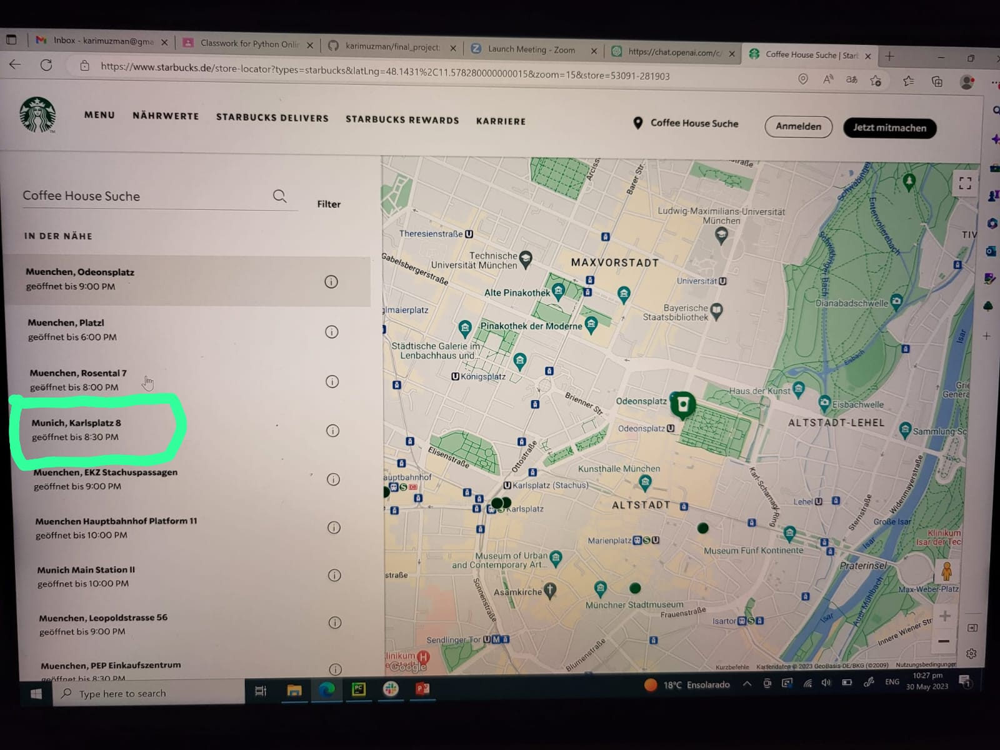 Inbox - karimuzman@gma
Classwork for Python Onlin
karimuzman/final_project:
Launch Meeting - Zoom
https://chat.openai.com/c/
Coffee House Suche | Starb
https://www.starbucks.de/store-locator?types=starbucks&latLng=48.1431%2C11.578280000000015&zoom=15&store=53091-281903
MENU
NÄHRWERTE
STARBUCKS DELIVERS
STARBUCKS REWARDS
KARRIERE
Coffee House Suche
Anmelden
Jetzt mitmachen
Coffee House Suche
Filter
IN DER NÄHE
Muenchen, Odeonsplatz
geöffnet bis 9:00 PM
Muenchen, Platzl
geöffnet bis 6:00 PM
Muenchen, Rosental 7
geöffnet bis 8:00 PM
Munich, Karlsplatz 8
geöffnet bis 8:30 PM
Muenchen, EKZ Stachuspassagen
geöffnet bis 9:00 PM
Muenchen Hauptbahnhof Platform 11
geöffnet bis 10:00 PM
Munich Main Station II
geöffnet bis 10:00 PM
Muenchen, Leopoldstrasse 56
geöffnet bis 9:00 PM
Muenchen, PEP Einkaufszentrum
geöffnet bis 8:30 PM
Arciss
Barer Str.
traße
Schwabinger
Entenvolierebach
Schwabinger Bach
TIV
Ludwig-Maximilians-Universität
München
Theresienstraße U
Gabelsbergerstraße
Technische
Universität München
MAXVORSTADT
Universität U
Alte Pinakothek
Bayerische
Staatsbibliothek
Dianabadschwelle
glmaierplatz
Pinakothek der Moderne
Isar
Städtische Galerie im
Lenbachhaus und...
Eisbach
U Königsplatz
Brienner Str.
Odeonsplatz
Haus der Kunst
Eisbachwelle
Grie
Genera
Odeonsplatz U
ALTSTADT-LEHEL
Sammlung Sc
Elisenstraße
Ottostraße
Kunsthalle München
Karl-Scharnagl-Ring
Widenmayerstraße
auptbahnhof
S DB
U Karlsplatz (Stachus)
S Karlsplatz
ALTSTADT
Lehel U
Sternstraße
Große Isar
Marienplatz S U
Klinikum
Isar der Tec
Isar
Museum of Urban
and Contemporary Art...
Museum Fünf Kontinente
Praterinsel
straße
Sonnenstraße
Asamkirche
Max-Weber-Platz
Münchner Stadtmuseum
Frauenstraße
Isartor S
Isar
Auer Mühlbach
Innere Wiener Str
Sendlinger Tor U M
Blumenstraße
linikum H
Google
Kurzbefehle
Kartendaten © 2023 GeoBasis-DE/BKG (©2009)
Nutzungsbedingungen
Type here to search
18°C Ensolarado
ENG
10:27 pm
30 May 2023
1